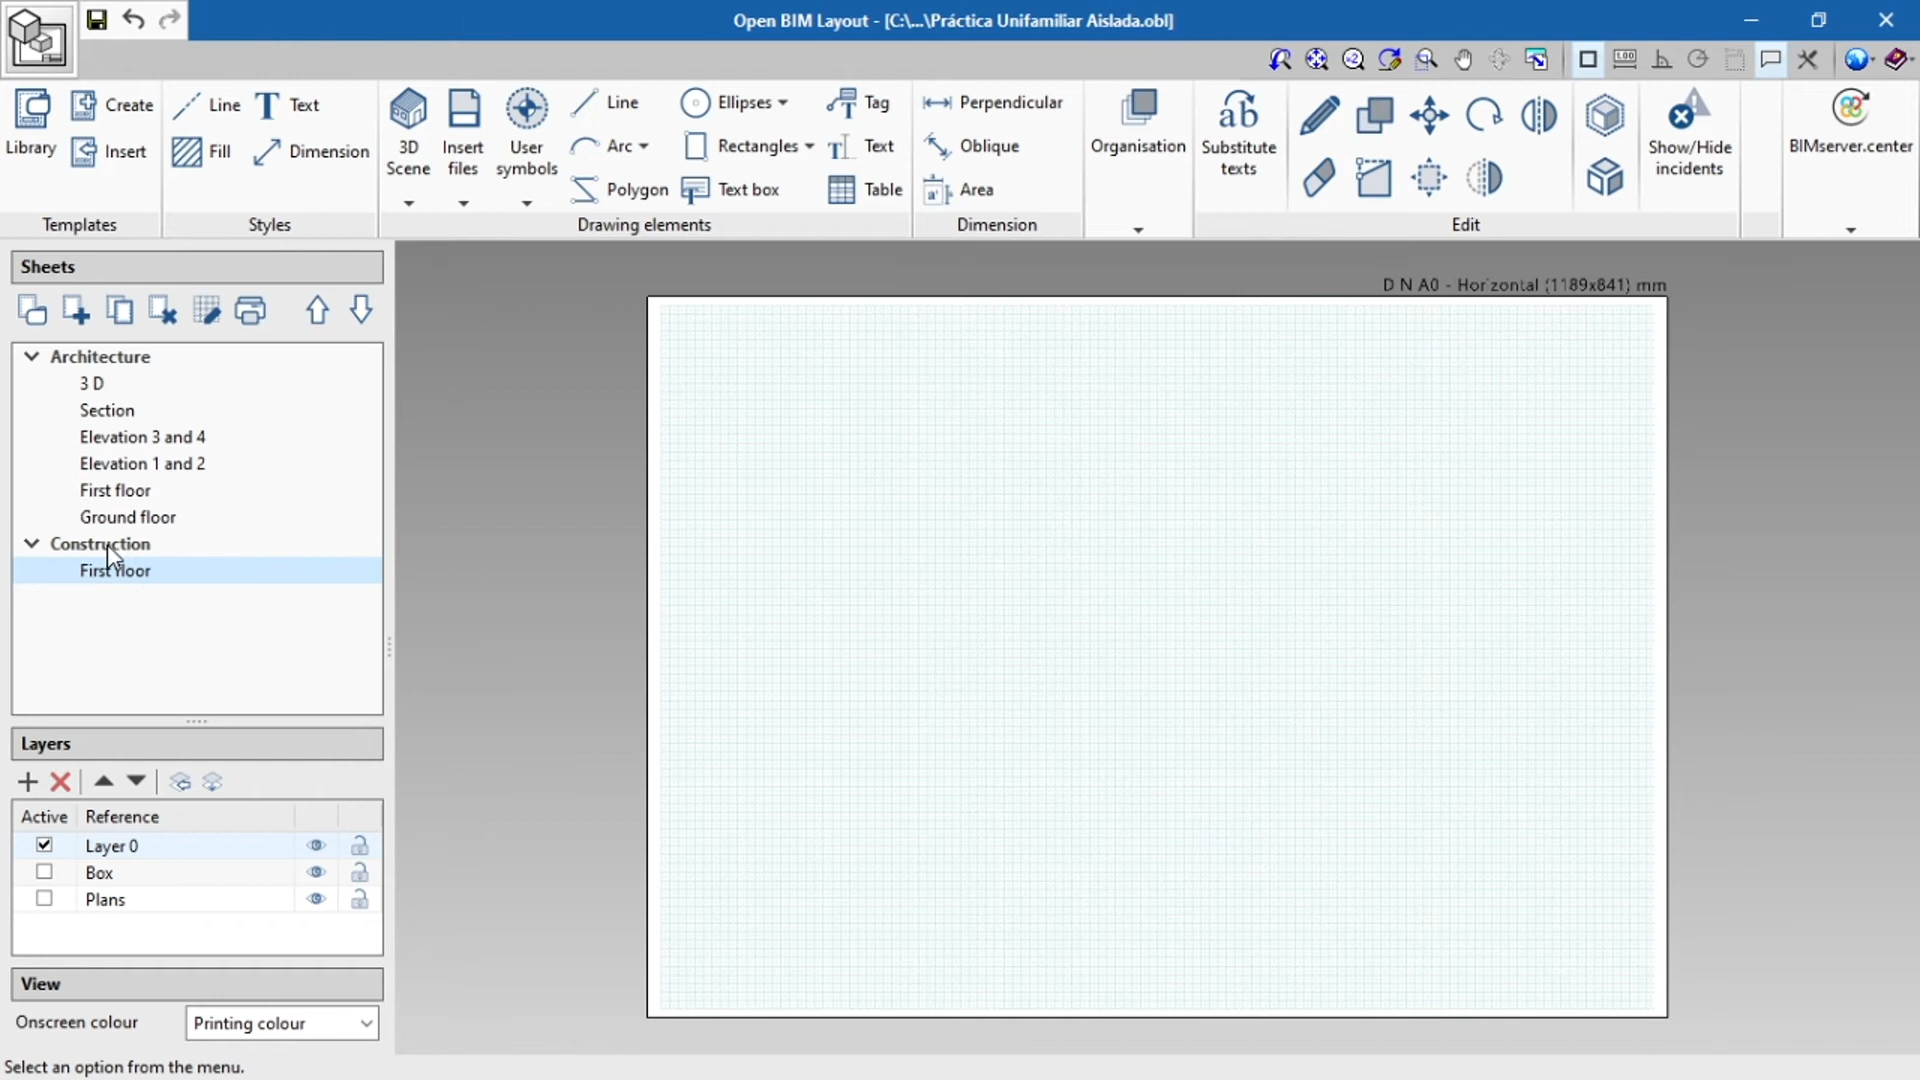 Open BIM Layout - [C:\...\Práctica Unifamiliar Aislada.obl]
Library
Create
Insert
Templates
Line
Text
Fill
Dimension
Styles
3D Scene
Insert files
User symbols
Line
Arc
Polygon
Ellipses
Rectangles
Text box
Tag
Text
Table
Drawing elements
Perpendicular
Oblique
Area
Dimension
Organisation
Substitute texts
Show/Hide incidents
Edit
BIMserver.center
Sheets
Architecture
3 D
Section
Elevation 3 and 4
Elevation 1 and 2
First floor
Ground floor
Construction
First floor
Layers
Active Reference
Layer 0
Box
Plans
View
Onscreen colour Printing colour
Select an option from the menu.
D N A0 - Horizontal (1189x841) mm